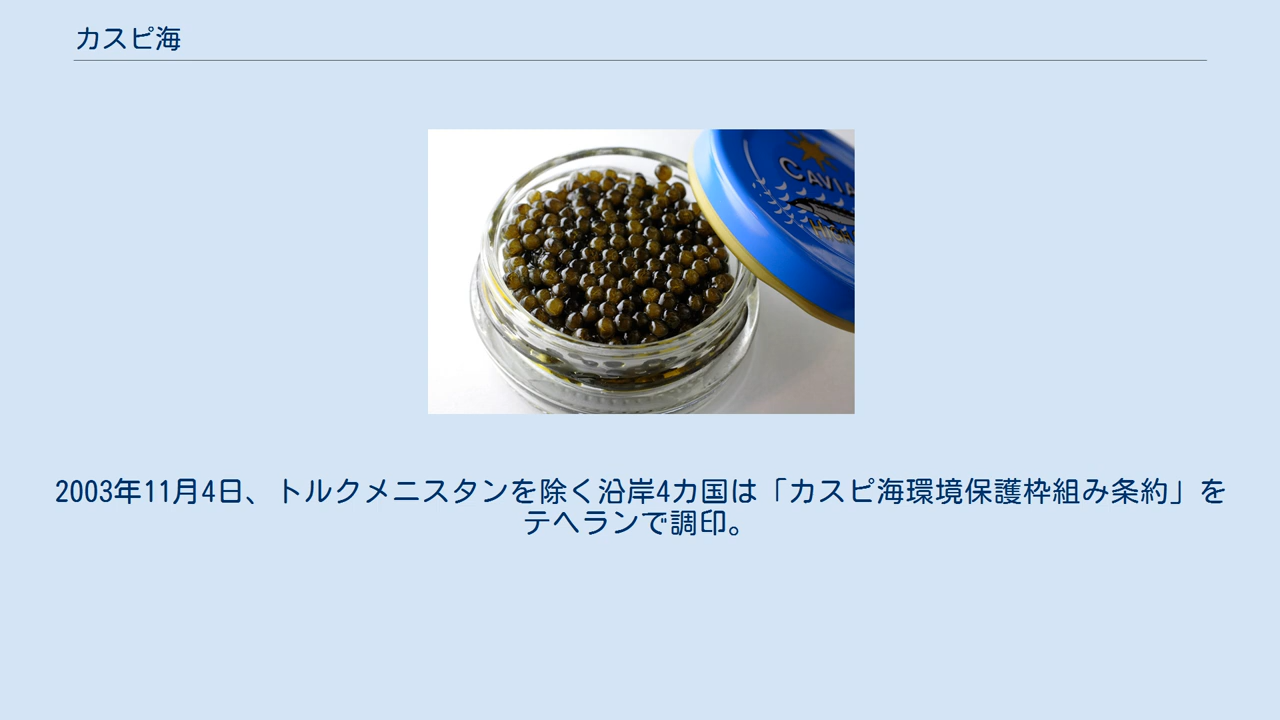 カスピ海
CAVIA
HIGH
2003年11月4日、トルクメニスタンを除く沿岸4カ国は「カスピ海環境保護枠組み条約」を
テヘランで調印。